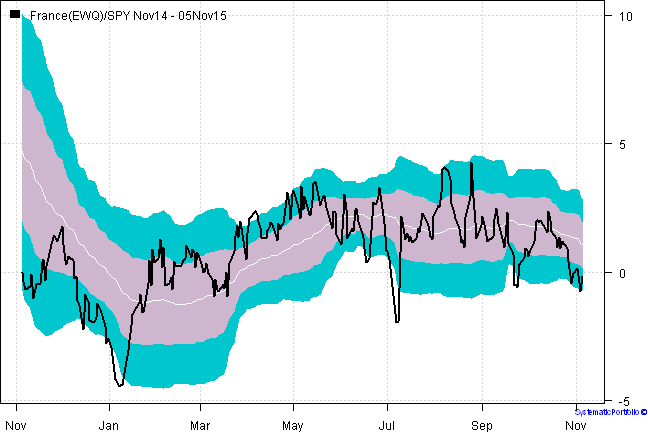 France(EWQ)/SPY Nov14 - 05Nov15
10
5
0
-5
Nov Jan Mar May Jul Sep Nov
SystematicPortfolio ©